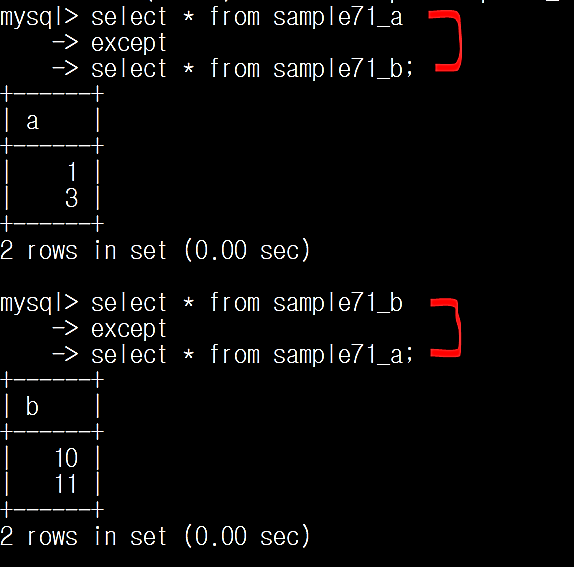 mysql> select * from sample71_a
    -> except
    -> select * from sample71_b;
+------+
| a    |
+------+
|    1 |
|    3 |
+------+
2 rows in set (0.00 sec)
mysql> select * from sample71_b
    -> except
    -> select * from sample71_a;
+------+
| b    |
+------+
|   10 |
|   11 |
+------+
2 rows in set (0.00 sec)